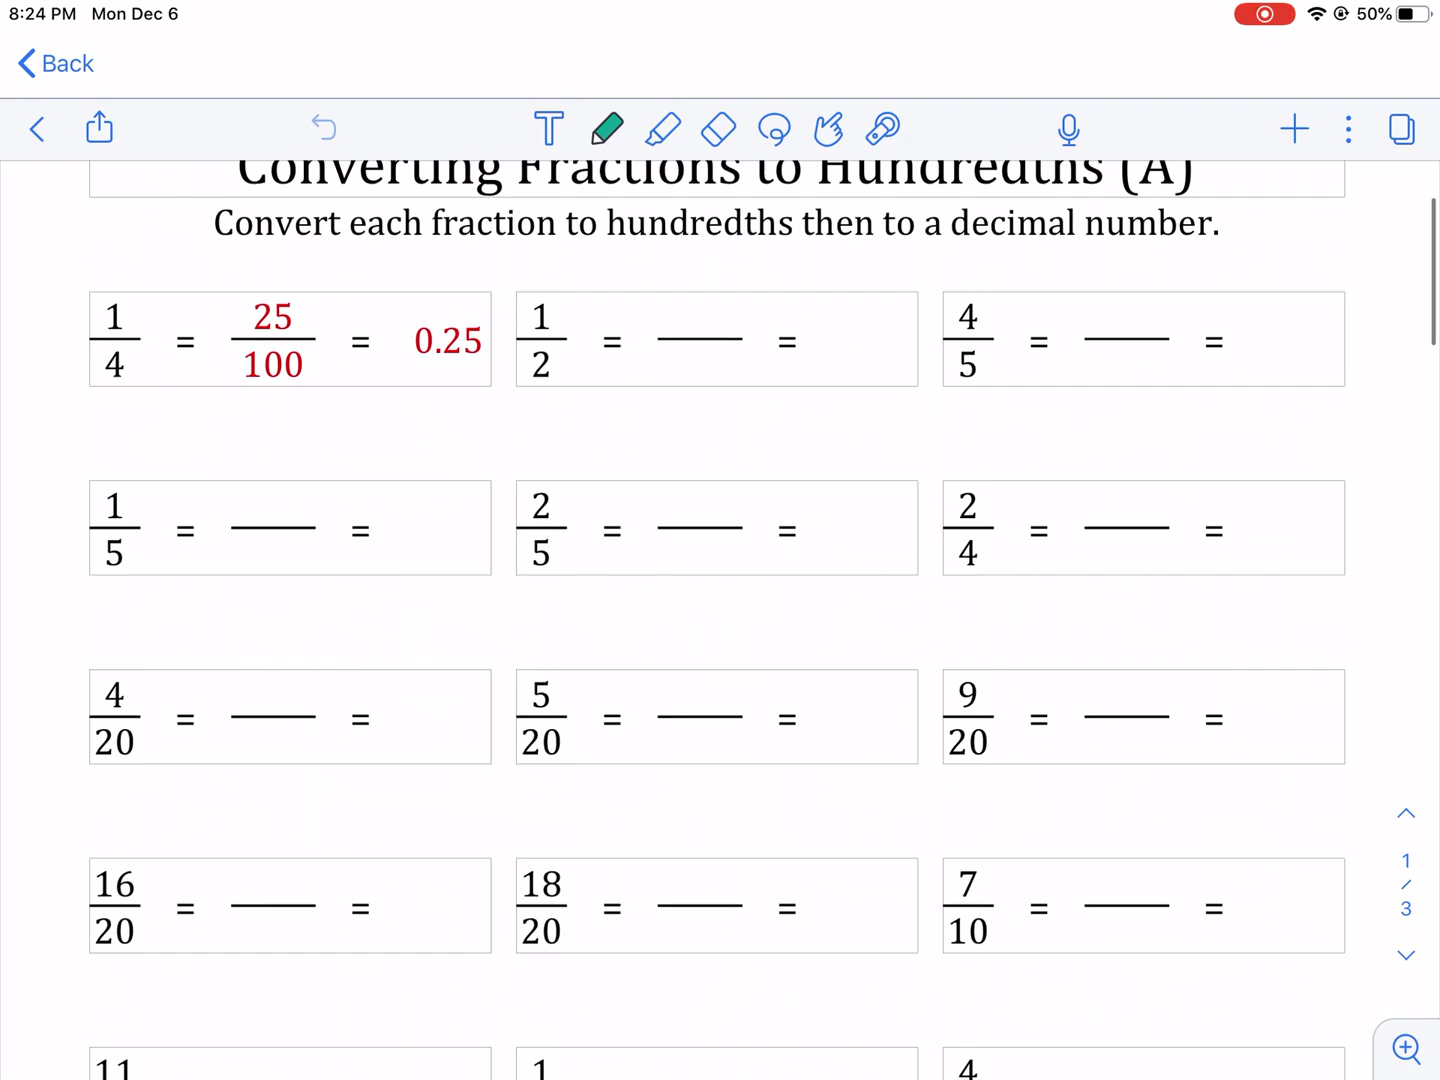 8:24 PM Mon Dec 6 50%
Back
Converting Fractions to Hundredths (A)
Convert each fraction to hundredths then to a decimal number.
1/4 = 25/100 = 0.25 1/2 = ___ = 4/5 = ___ =
1/5 = ___ = 2/5 = ___ = 2/4 = ___ =
4/20 = ___ = 5/20 = ___ = 9/20 = ___ =
16/20 = ___ = 18/20 = ___ = 7/10 = ___ =
11 1 4
1/3